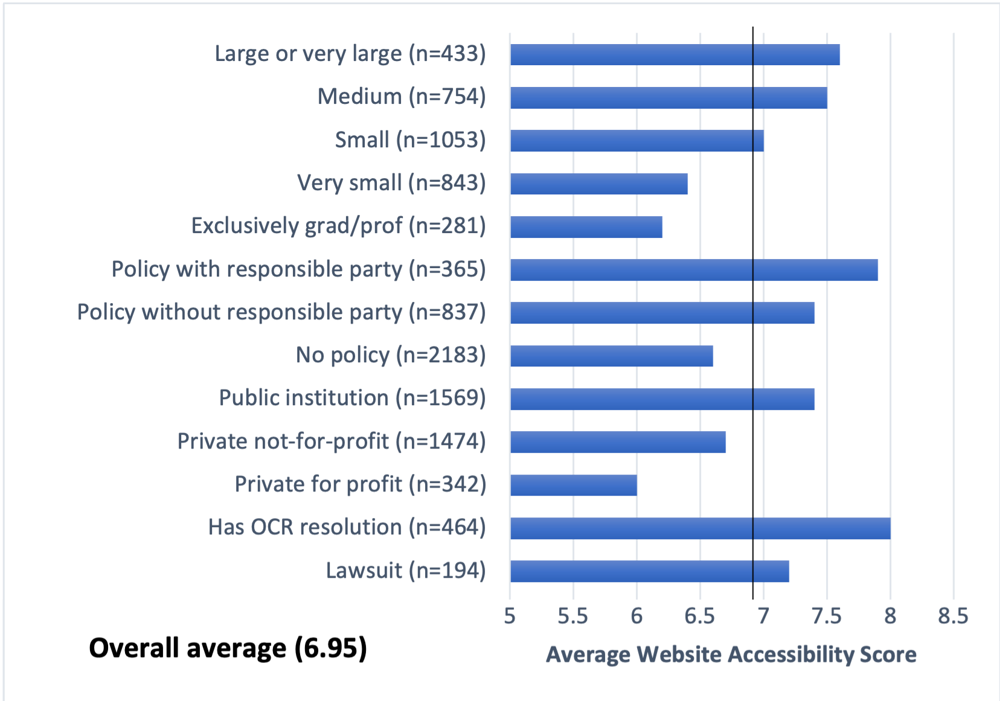 Large or very large (n=433)
Medium (n=754)
Small (n=1053)
Very small (n=843)
Exclusively grad/prof (n=281)
Policy with responsible party (n=365)
Policy without responsible party (n=837)
No policy (n=2183)
Public institution (n=1569)
Private not-for-profit (n=1474)
Private for profit (n=342)
Has OCR resolution (n=464)
Lawsuit (n=194)
5 5.5 6 6.5 7 7.5 8 8.5
Overall average (6.95)
Average Website Accessibility Score